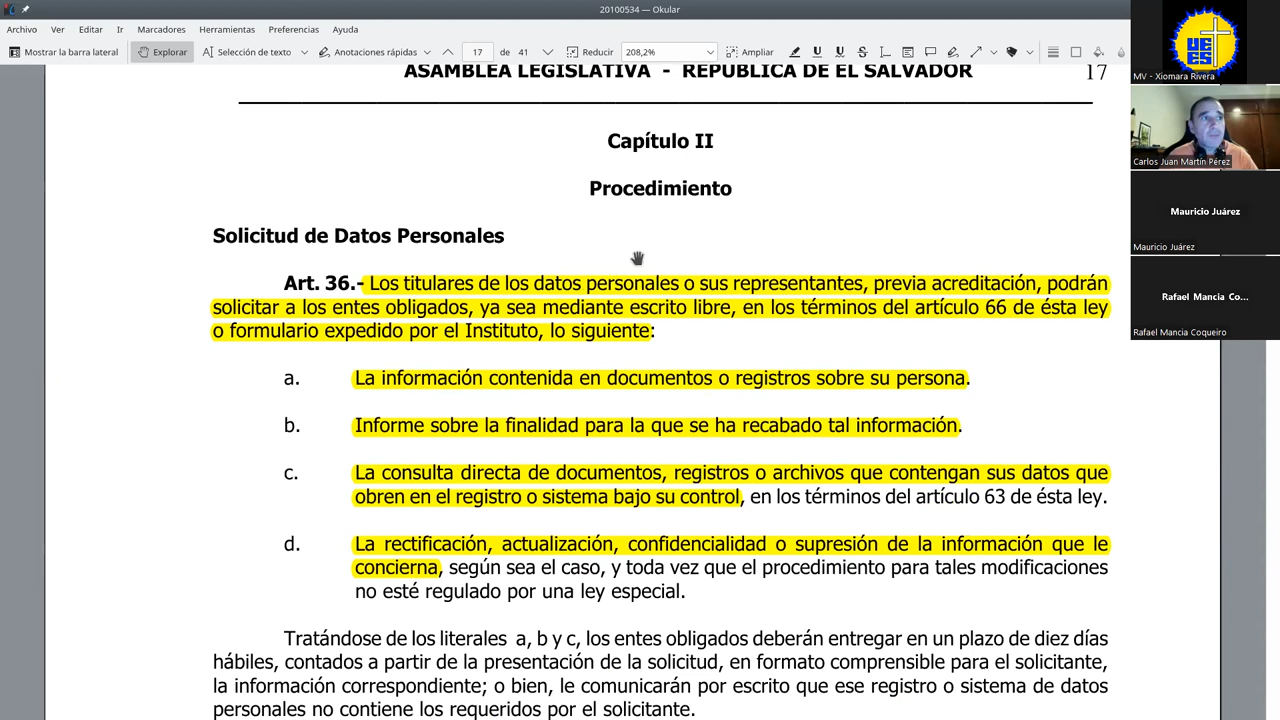 20100534 — Okular
Archivo Ver Editar Ir Marcadores Herramientas Preferencias Ayuda
Mostrar la barra lateral Explorar Selección de texto Anotaciones rápidas 17 de 41 Reducir 208,2% Ampliar
ASAMBLEA LEGISLATIVA - REPUBLICA DE EL SALVADOR 17
Capítulo II
Procedimiento
Solicitud de Datos Personales
Art. 36.- Los titulares de los datos personales o sus representantes, previa acreditación, podrán
solicitar a los entes obligados, ya sea mediante escrito libre, en los términos del artículo 66 de ésta ley
o formulario expedido por el Instituto, lo siguiente:
a. La información contenida en documentos o registros sobre su persona.
b. Informe sobre la finalidad para la que se ha recabado tal información.
c. La consulta directa de documentos, registros o archivos que contengan sus datos que
obren en el registro o sistema bajo su control, en los términos del artículo 63 de ésta ley.
d. La rectificación, actualización, confidencialidad o supresión de la información que le
concierna, según sea el caso, y toda vez que el procedimiento para tales modificaciones
no esté regulado por una ley especial.
Tratándose de los literales a, b y c, los entes obligados deberán entregar en un plazo de diez días
hábiles, contados a partir de la presentación de la solicitud, en formato comprensible para el solicitante,
la información correspondiente; o bien, le comunicarán por escrito que ese registro o sistema de datos
personales no contiene los requeridos por el solicitante.
UE
ES
MV - Xiomara Rivera
Carlos Juan Martín Pérez
Mauricio Juárez
Mauricio Juárez
Rafael Mancia Co...
Rafael Mancia Coqueiro